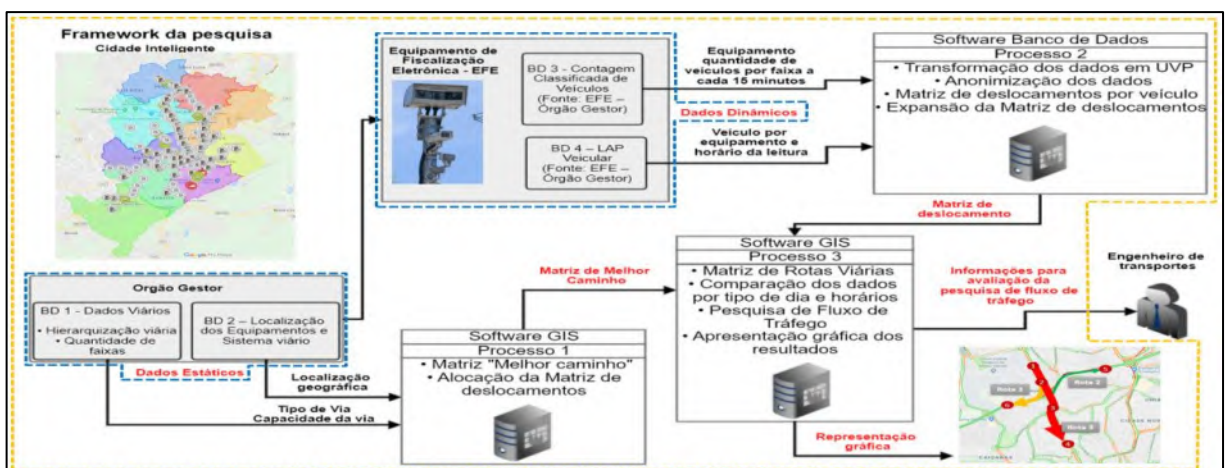 Framework da pesquisa
Cidade Inteligente
Equipamento de
Fiscalização
Eletrônica - EFE
BD 3 - Contagem
Classificada de
Veículos
(Fonte: EFE –
Órgão Gestor)
BD 4 – LAP
Veicular
(Fonte: EFE –
Órgão Gestor)
Equipamento
quantidade de
veículos por faixa a
cada 15 minutos
Dados Dinâmicos
Veículo por
equipamento e
horário da leitura
Software Banco de Dados
Processo 2
• Transformação dos dados em UVP
• Anonimização dos dados
• Matriz de deslocamentos por veículo
• Expansão da Matriz de deslocamentos
Matriz de
deslocamento
Orgão Gestor
BD 1 - Dados Viários
• Hierarquização viária
• Quantidade de
faixas
BD 2 – Localização
dos Equipamentos e
Sistema viário
Dados Estáticos
Localização
geográfica
Tipo de Via
Capacidade da via
Software GIS
Processo 1
• Matriz "Melhor caminho"
• Alocação da Matriz de
deslocamentos
Matriz de Melhor
Caminho
Software GIS
Processo 3
• Matriz de Rotas Viárias
• Comparação dos dados
por tipo de dia e horários
• Pesquisa de Fluxo de
Tráfego
• Apresentação gráfica dos
resultados
Informações para
avaliação da
pesquisa de fluxo de
tráfego
Engenheiro de
transportes
Representação
gráfica
Rota 2